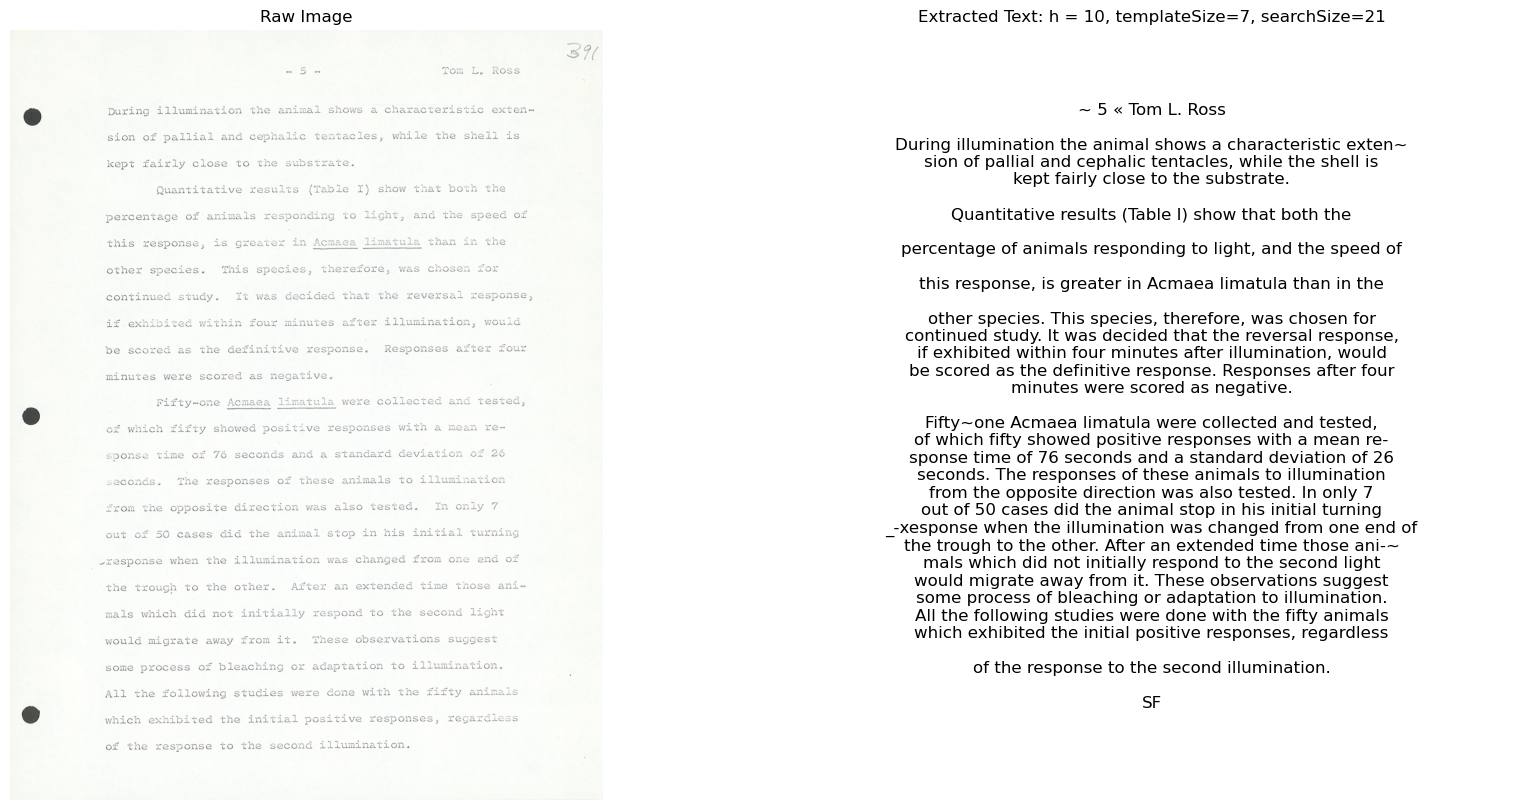 Raw Image
391
- 5 -    Tom L. Ross
During illumination the animal shows a characteristic exten-
sion of pallial and cephalic tentacles, while the shell is
kept fairly close to the substrate.
Quantitative results (Table I) show that both the
percentage of animals responding to light, and the speed of
this response, is greater in Acmaea limatula than in the
other species.  This species, therefore, was chosen for
continued study.  It was decided that the reversal response,
if exhibited within four minutes after illumination, would
be scored as the definitive response.  Responses after four
minutes were scored as negative.
Fifty-one Acmaea limatula were collected and tested,
of which fifty showed positive responses with a mean re-
sponse time of 76 seconds and a standard deviation of 26
seconds.  The responses of these animals to illumination
from the opposite direction was also tested.  In only 7
out of 50 cases did the animal stop in his initial turning
response when the illumination was changed from one end of
the trough to the other.  After an extended time those ani-
mals which did not initially respond to the second light
would migrate away from it.  These observations suggest
some process of bleaching or adaptation to illumination.
All the following studies were done with the fifty animals
which exhibited the initial positive responses, regardless
of the response to the second illumination.
Extracted Text: h = 10, templateSize=7, searchSize=21
~ 5 « Tom L. Ross
During illumination the animal shows a characteristic exten~
sion of pallial and cephalic tentacles, while the shell is
kept fairly close to the substrate.
Quantitative results (Table I) show that both the
percentage of animals responding to light, and the speed of
this response, is greater in Acmaea limatula than in the
other species. This species, therefore, was chosen for
continued study. It was decided that the reversal response,
if exhibited within four minutes after illumination, would
be scored as the definitive response. Responses after four
minutes were scored as negative.
Fifty~one Acmaea limatula were collected and tested,
of which fifty showed positive responses with a mean re-
sponse time of 76 seconds and a standard deviation of 26
seconds. The responses of these animals to illumination
from the opposite direction was also tested. In only 7
out of 50 cases did the animal stop in his initial turning
_-xesponse when the illumination was changed from one end of
the trough to the other. After an extended time those ani-~
mals which did not initially respond to the second light
would migrate away from it. These observations suggest
some process of bleaching or adaptation to illumination.
All the following studies were done with the fifty animals
which exhibited the initial positive responses, regardless
of the response to the second illumination.
SF